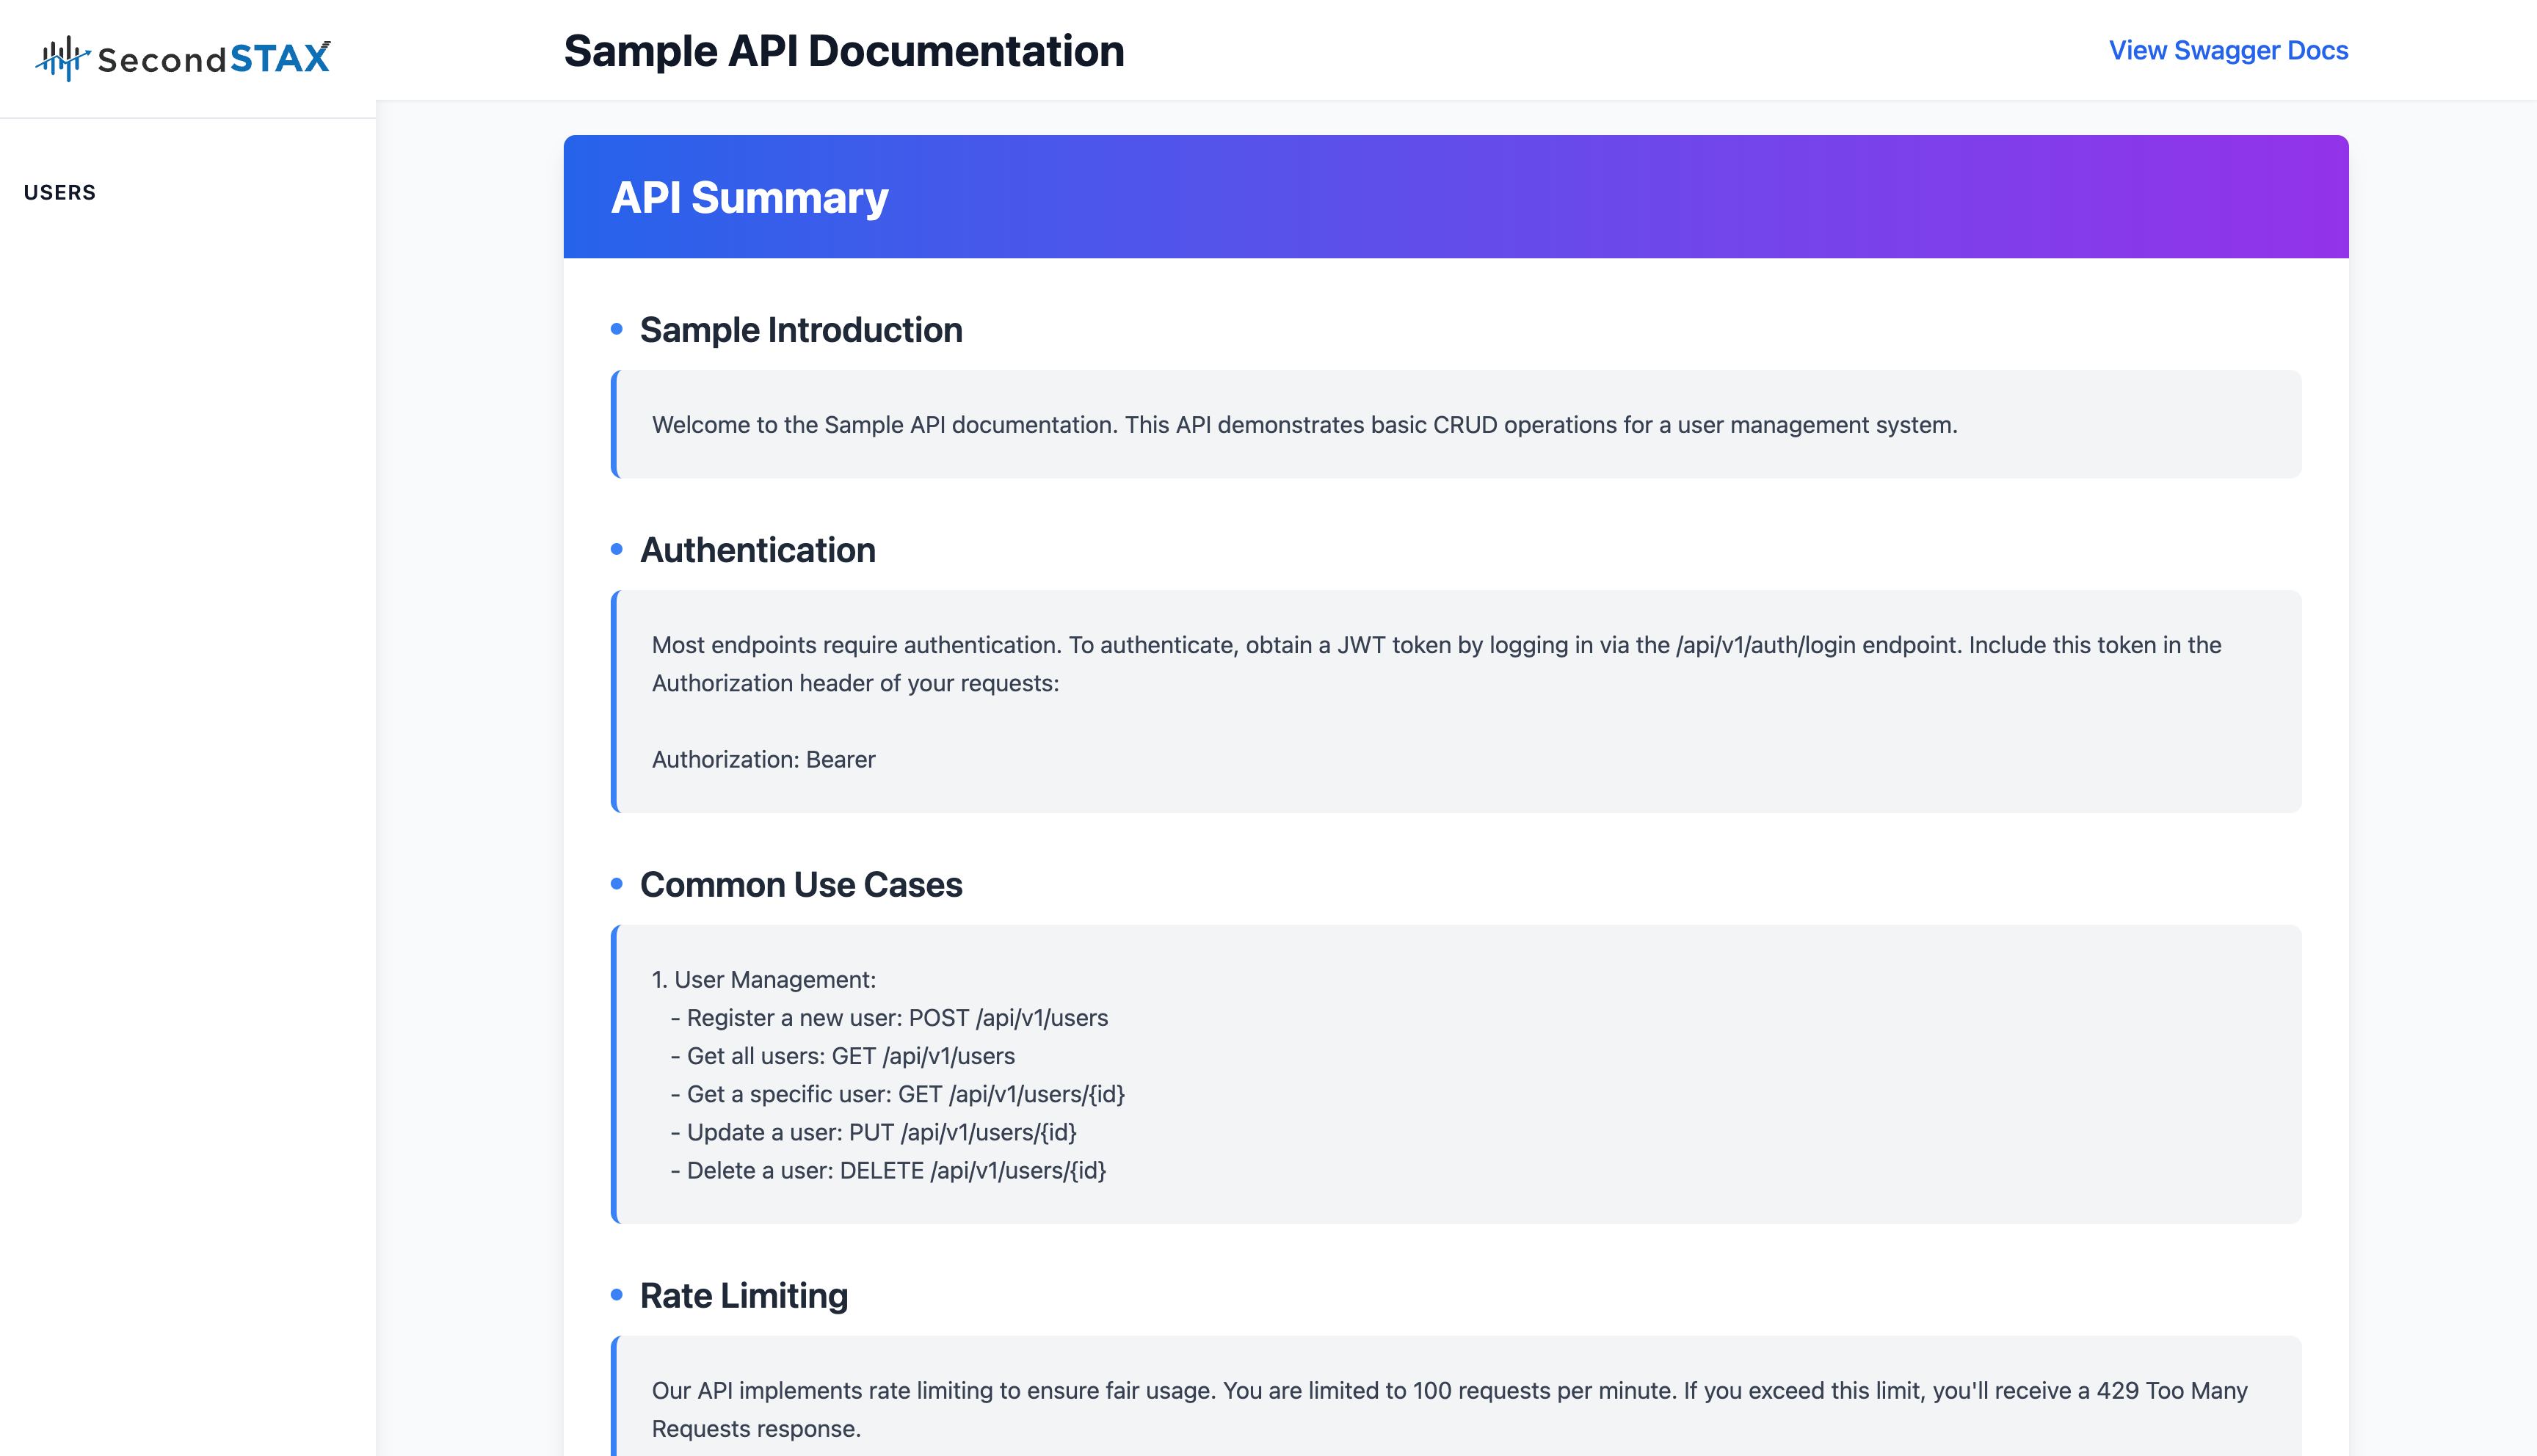 SecondSTAX
Sample API Documentation
View Swagger Docs
USERS
API Summary
Sample Introduction
Welcome to the Sample API documentation. This API demonstrates basic CRUD operations for a user management system.
Authentication
Most endpoints require authentication. To authenticate, obtain a JWT token by logging in via the /api/v1/auth/login endpoint. Include this token in the
Authorization header of your requests:
Authorization: Bearer
Common Use Cases
1. User Management:
- Register a new user: POST /api/v1/users
- Get all users: GET /api/v1/users
- Get a specific user: GET /api/v1/users/{id}
- Update a user: PUT /api/v1/users/{id}
- Delete a user: DELETE /api/v1/users/{id}
Rate Limiting
Our API implements rate limiting to ensure fair usage. You are limited to 100 requests per minute. If you exceed this limit, you'll receive a 429 Too Many
Requests response.